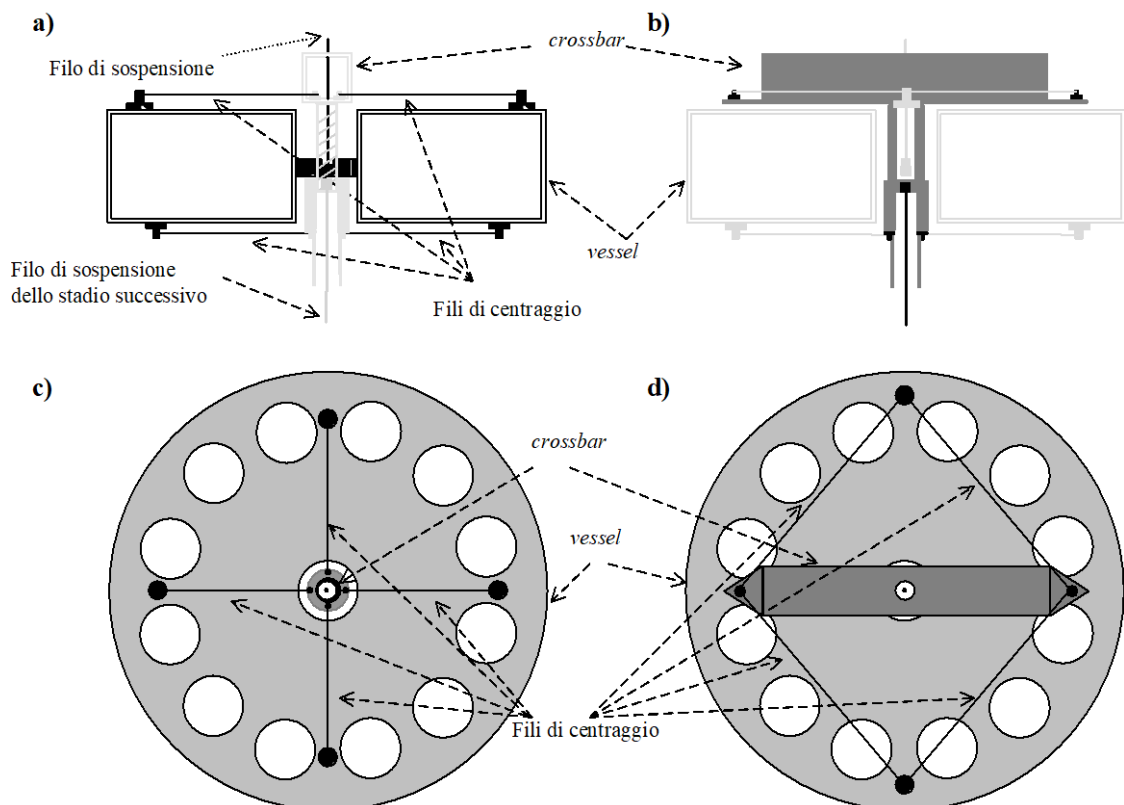 a)
crossbar
b)
Filo di sospensione
vessel
Filo di sospensione
dello stadio successivo
Fili di centraggio
c)
d)
crossbar
vessel
Fili di centraggio